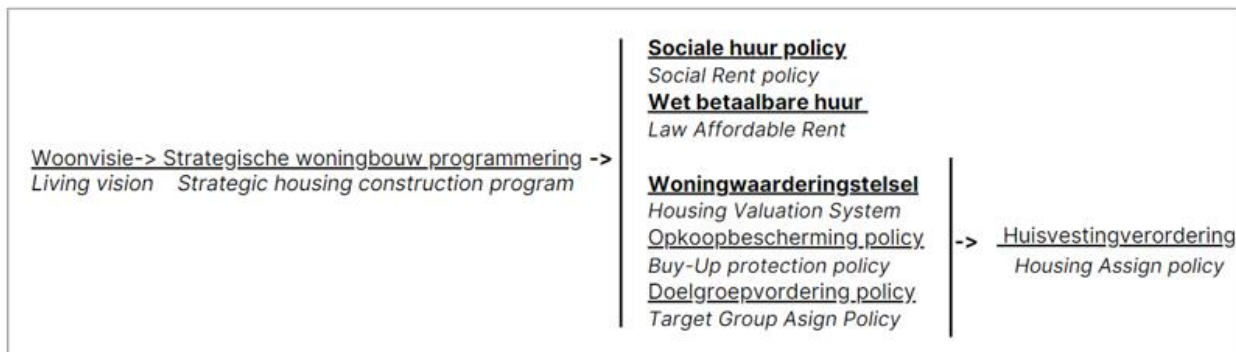 Woonvisie-> Strategische woningbouw programmering ->
Living vision Strategic housing construction program
Sociale huur policy
Social Rent policy
Wet betaalbare huur
Law Affordable Rent
Woningwaarderingstelsel
Housing Valuation System
Opkoopbescherming policy
Buy-Up protection policy
Doelgroepvordering policy
Target Group Asign Policy
-> Huisvestingverordering
Housing Assign policy